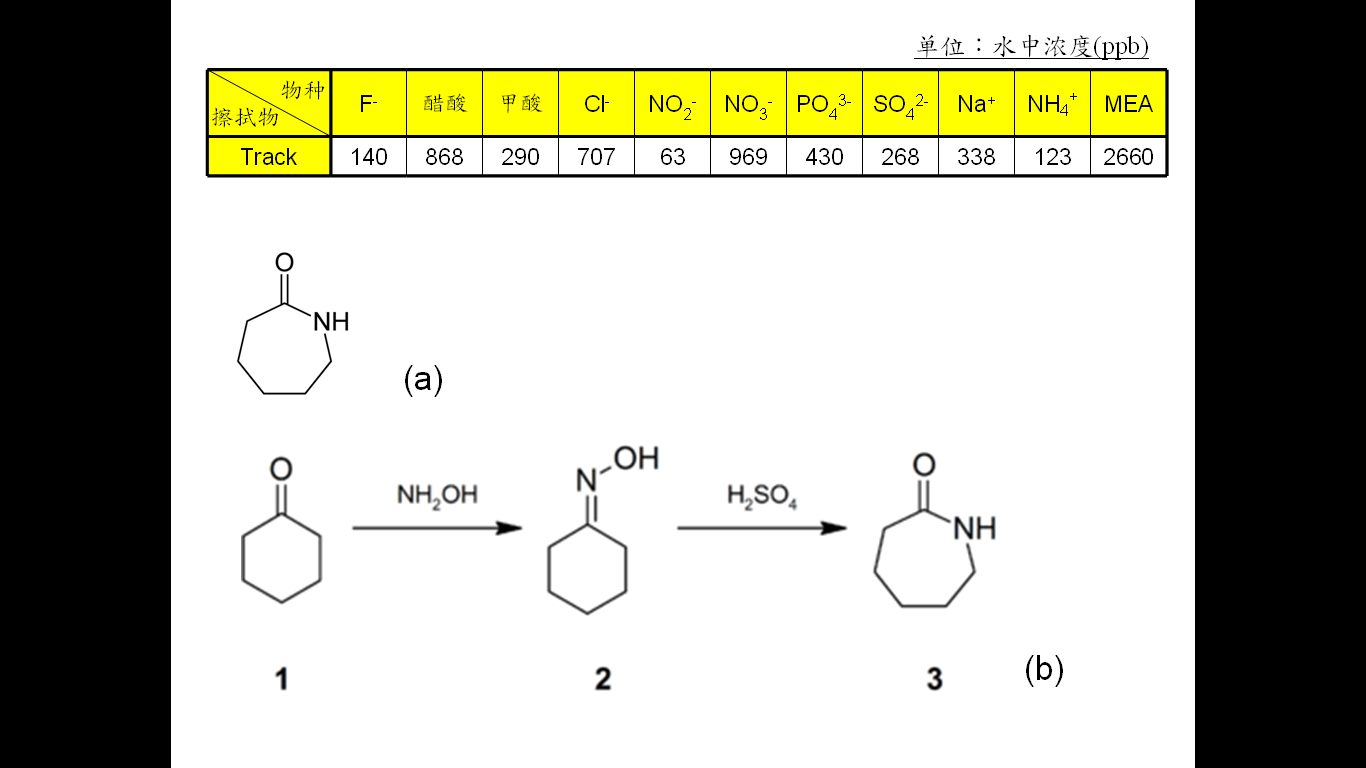 单位：水中浓度(ppb)
物种
擦拭物
F⁻ 醋酸 甲酸 Cl⁻ NO₂⁻ NO₃⁻ PO₄³⁻ SO₄²⁻ Na⁺ NH₄⁺ MEA
Track 140 868 290 707 63 969 430 268 338 123 2660
O
NH
(a)
O NH₂OH N OH H₂SO₄ O NH
1 2 3 (b)